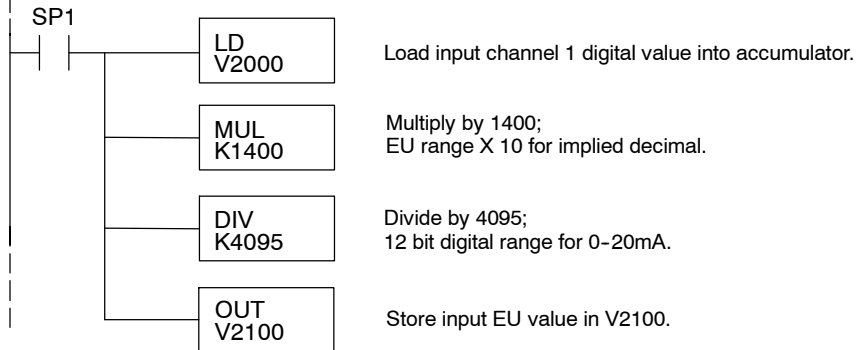 SP1
LD
V2000
Load input channel 1 digital value into accumulator.
MUL
K1400
Multiply by 1400;
EU range X 10 for implied decimal.
DIV
K4095
Divide by 4095;
12 bit digital range for 0-20mA.
OUT
V2100
Store input EU value in V2100.